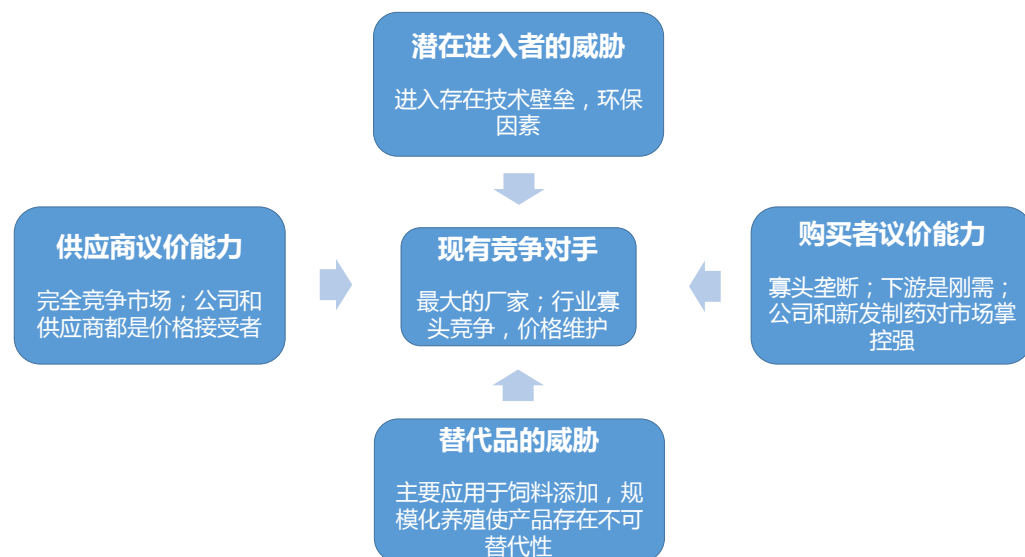 潜在进入者的威胁
进入存在技术壁垒，环保
因素
供应商议价能力
完全竞争市场；公司和
供应商都是价格接受者
现有竞争对手
最大的厂家；行业寡
头竞争，价格维护
购买者议价能力
寡头垄断；下游是刚需；
公司和新发制药对市场掌
控强
替代品的威胁
主要应用于饲料添加，规
模化养殖使产品存在不可
替代性